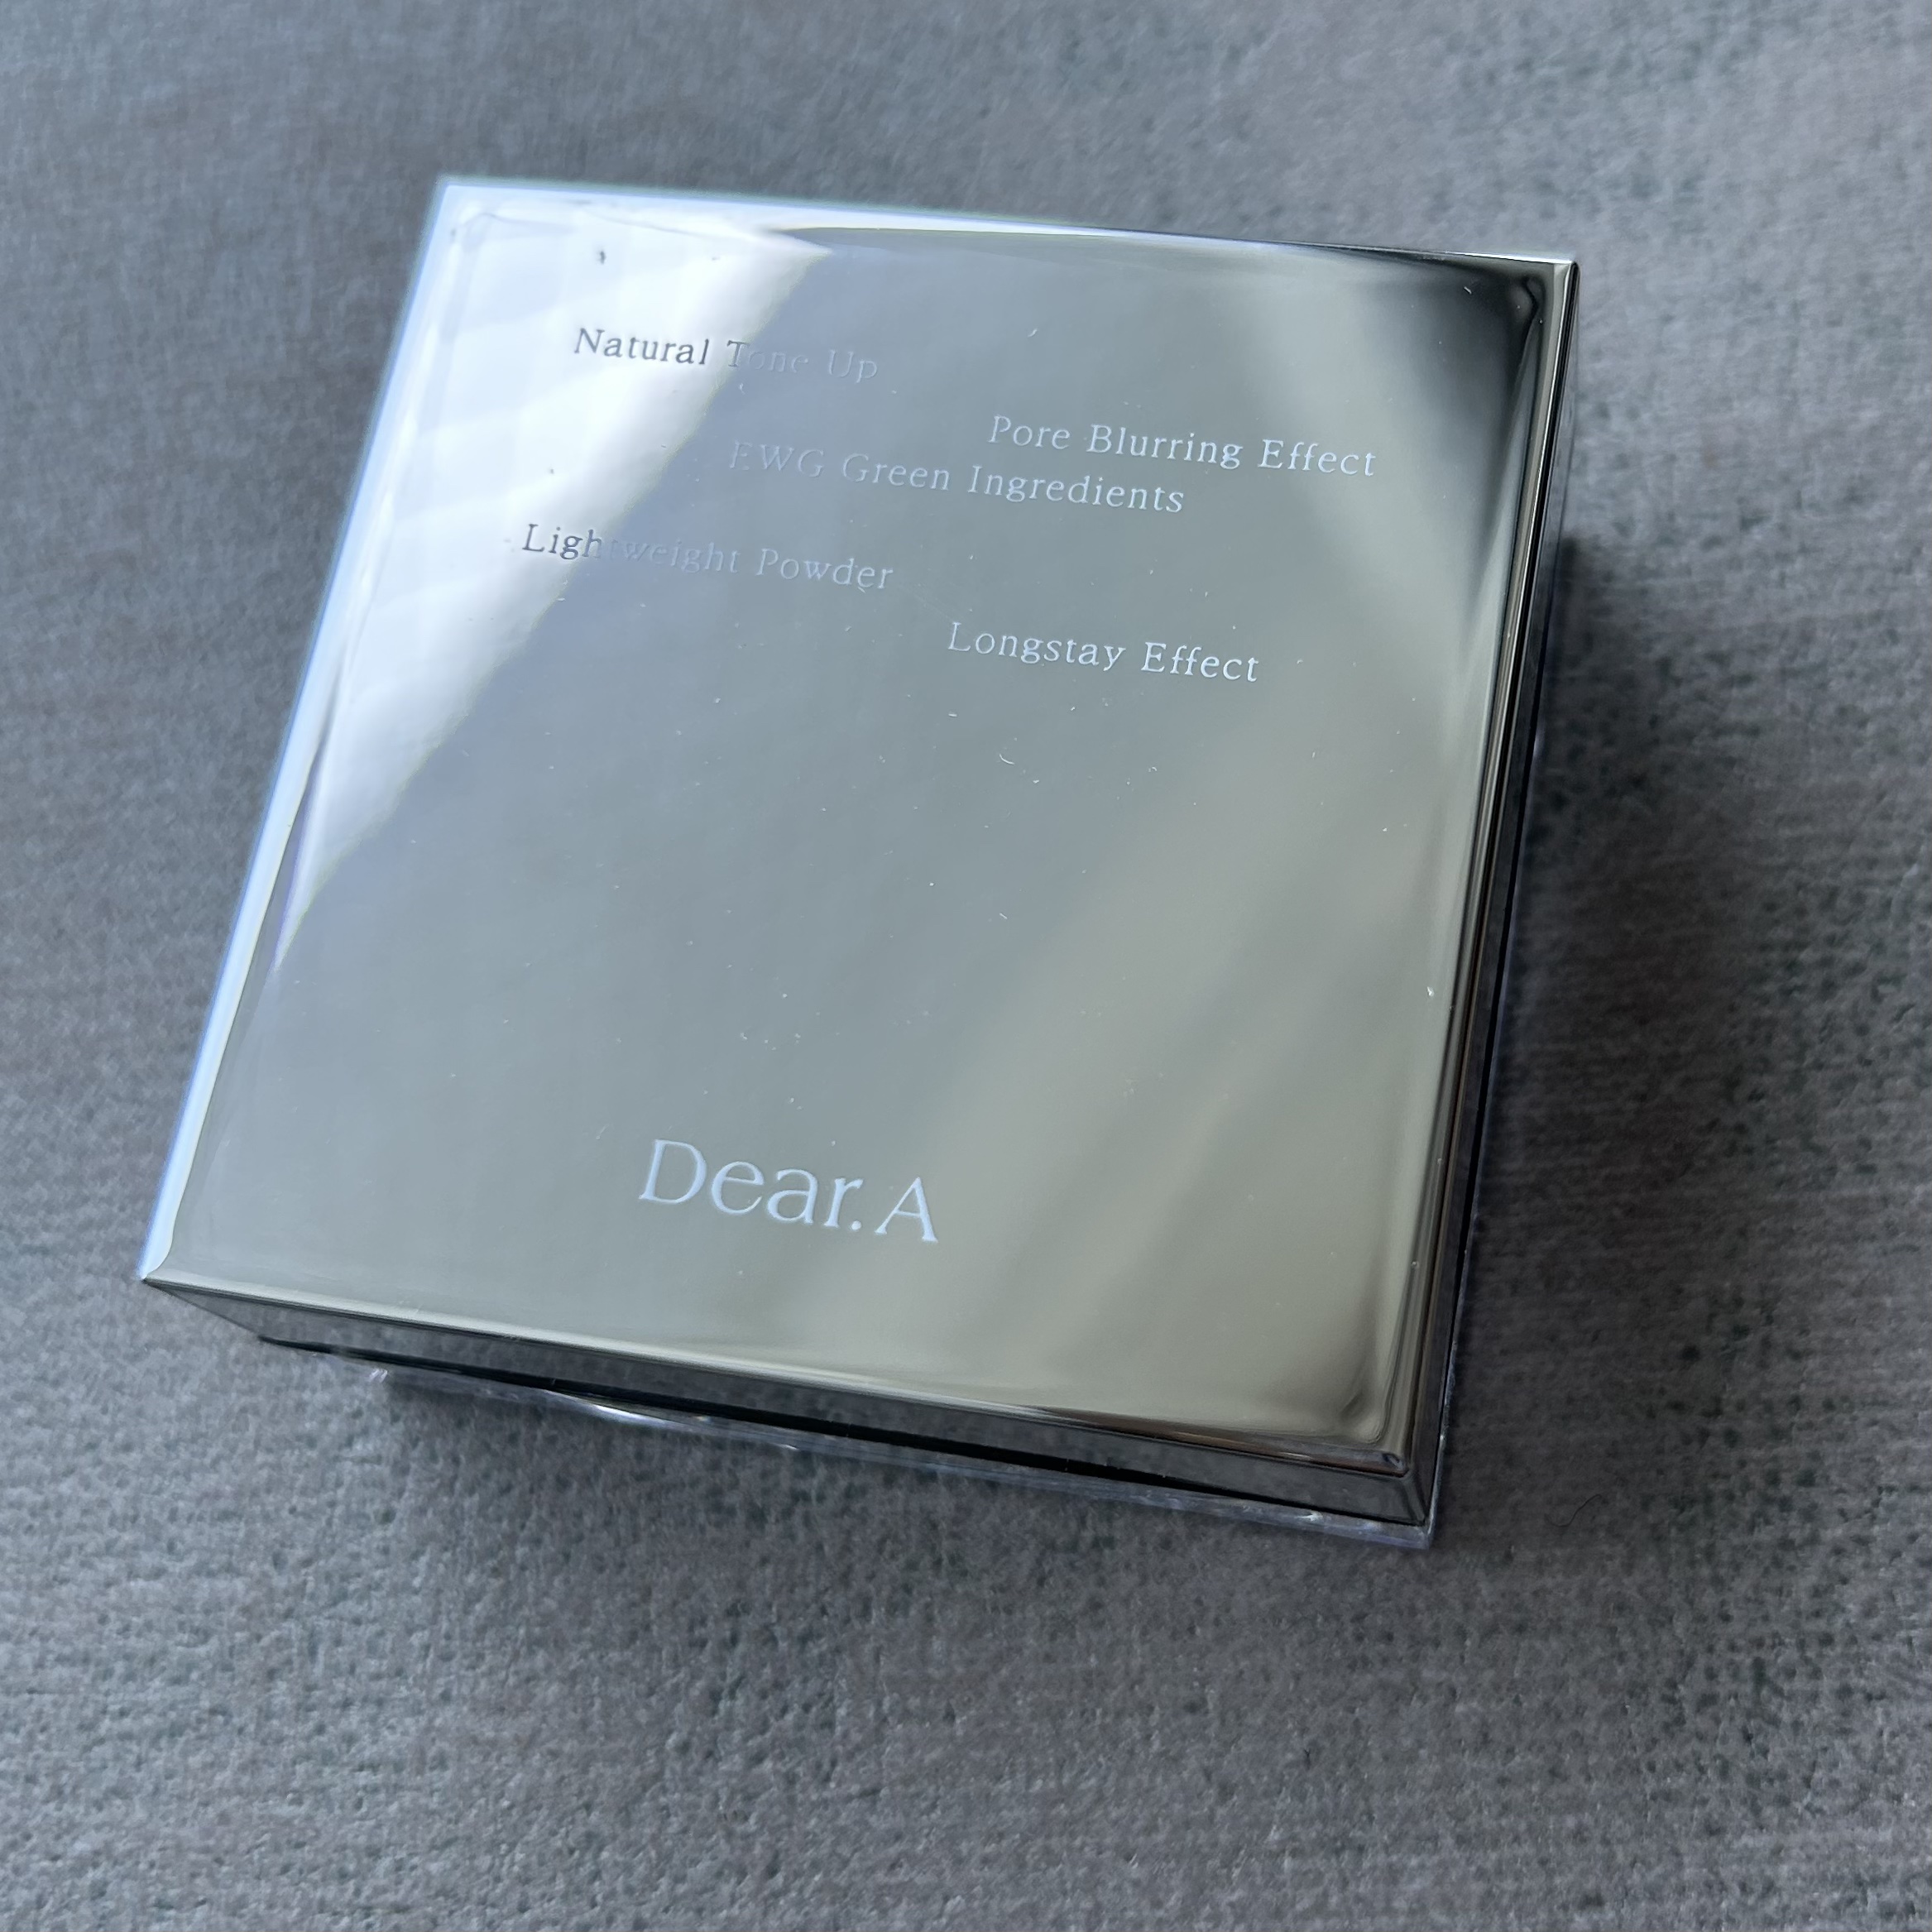 Natural Tone Up
Pore Blurring Effect
EWG Green Ingredients
Lightweight Powder
Longstay Effect
Dear.A